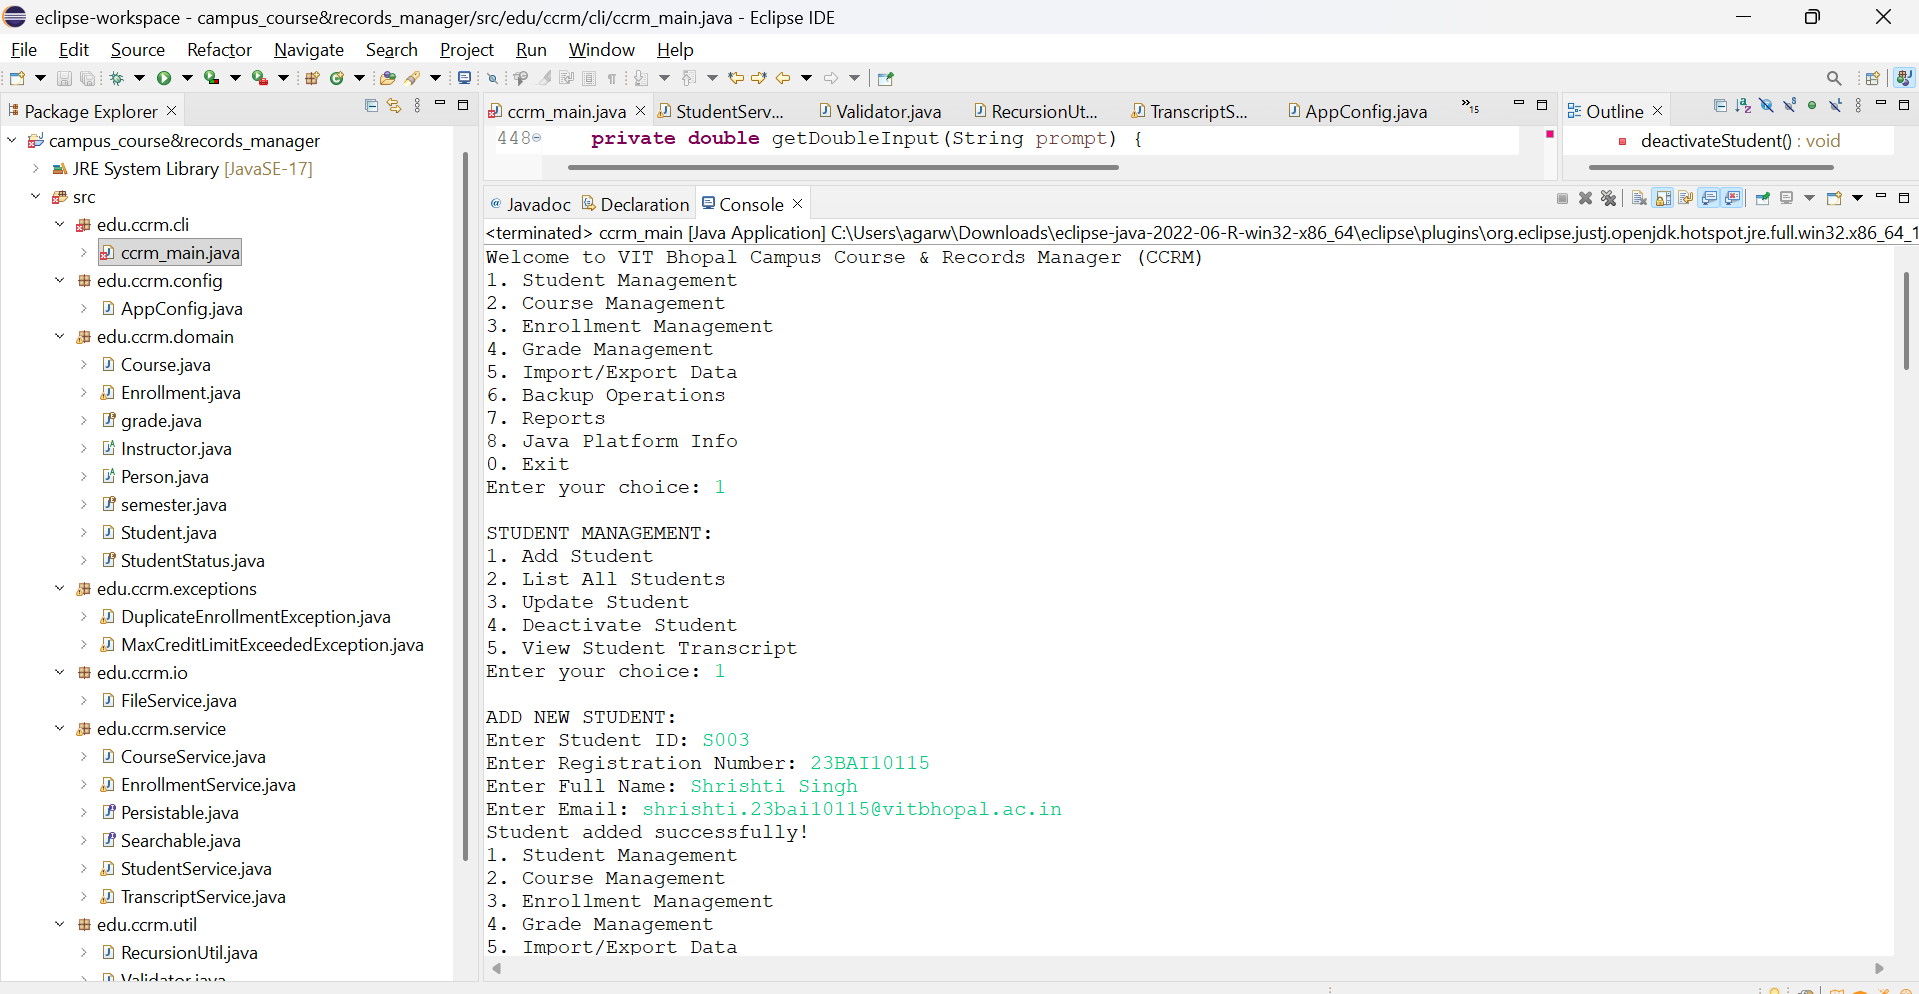 eclipse-workspace - campus_course&records_manager/src/edu/ccrm/cli/ccrm_main.java - Eclipse IDE
File Edit Source Refactor Navigate Search Project Run Window Help
Package Explorer
campus_course&records_manager
JRE System Library [JavaSE-17]
src
edu.ccrm.cli
ccrm_main.java
edu.ccrm.config
AppConfig.java
edu.ccrm.domain
Course.java
Enrollment.java
grade.java
Instructor.java
Person.java
semester.java
Student.java
StudentStatus.java
edu.ccrm.exceptions
DuplicateEnrollmentException.java
MaxCreditLimitExceededException.java
edu.ccrm.io
FileService.java
edu.ccrm.service
CourseService.java
EnrollmentService.java
Persistable.java
Searchable.java
StudentService.java
TranscriptService.java
edu.ccrm.util
RecursionUtil.java
Validator.java
ccrm_main.java StudentServ... Validator.java RecursionUt... TranscriptS... AppConfig.java »15
448 private double getDoubleInput(String prompt) {
Outline
deactivateStudent() : void
@ Javadoc Declaration Console
<terminated> ccrm_main [Java Application] C:\Users\agarw\Downloads\eclipse-java-2022-06-R-win32-x86_64\eclipse\plugins\org.eclipse.justj.openjdk.hotspot.jre.full.win32.x86_64_1
Welcome to VIT Bhopal Campus Course & Records Manager (CCRM)
1. Student Management
2. Course Management
3. Enrollment Management
4. Grade Management
5. Import/Export Data
6. Backup Operations
7. Reports
8. Java Platform Info
0. Exit
Enter your choice: 1
STUDENT MANAGEMENT:
1. Add Student
2. List All Students
3. Update Student
4. Deactivate Student
5. View Student Transcript
Enter your choice: 1
ADD NEW STUDENT:
Enter Student ID: S003
Enter Registration Number: 23BAI10115
Enter Full Name: Shrishti Singh
Enter Email: shrishti.23bai10115@vitbhopal.ac.in
Student added successfully!
1. Student Management
2. Course Management
3. Enrollment Management
4. Grade Management
5. Import/Export Data